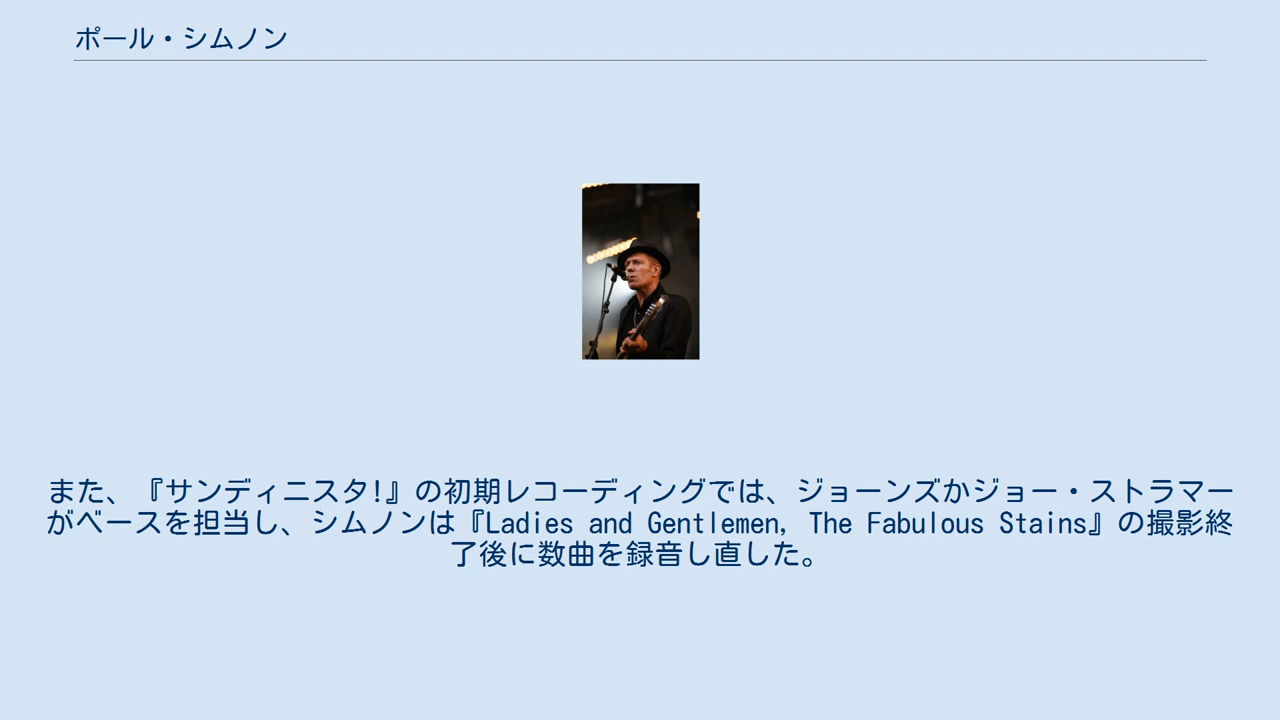 ポール・シムノン
また、『サンディニスタ!』の初期レコーディングでは、ジョーンズかジョー・ストラマー
がベースを担当し、シムノンは『Ladies and Gentlemen, The Fabulous Stains』の撮影終
了後に数曲を録音し直した。